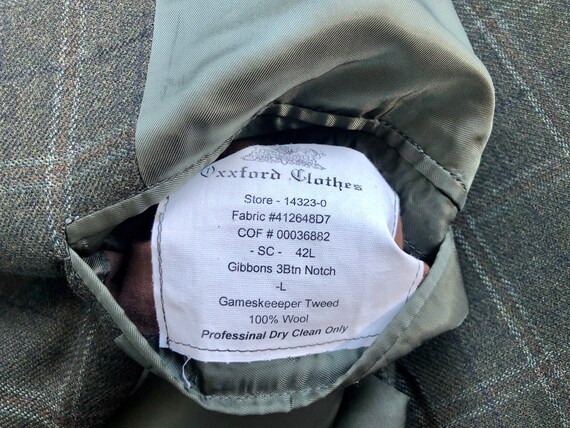 Oxxford Clothes
Store - 14323-0
Fabric #412648D7
COF # 00036882
- SC - 42L
Gibbons 3Btn Notch
-L
Gameskeeeper Tweed
100% Wool
Professinal Dry Clean Only